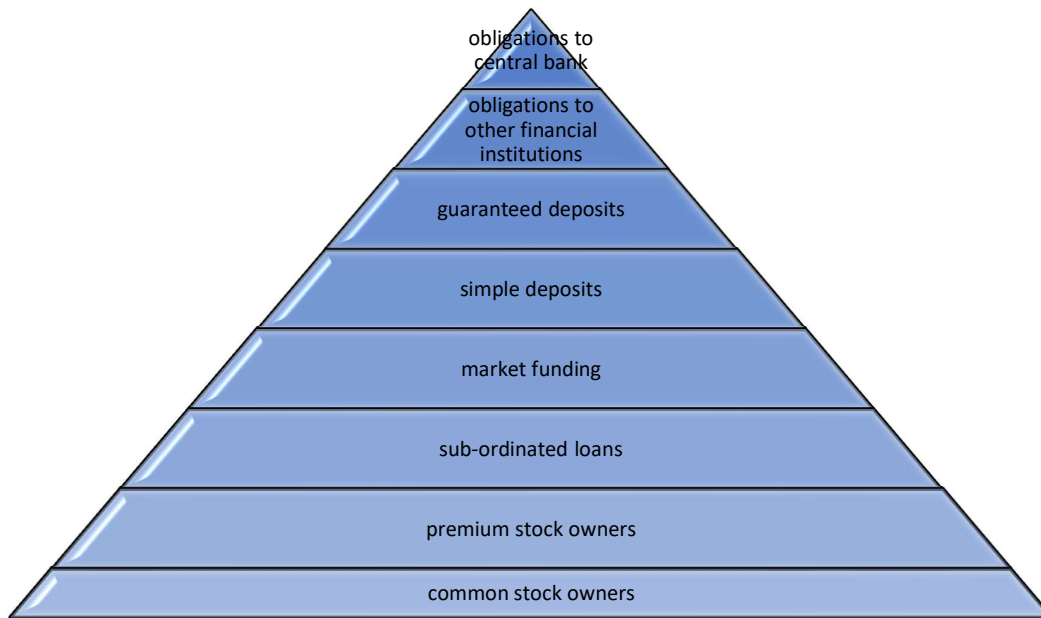 obligations to
central bank
obligations to
other financial
institutions
guaranteed deposits
simple deposits
market funding
sub-ordinated loans
premium stock owners
common stock owners